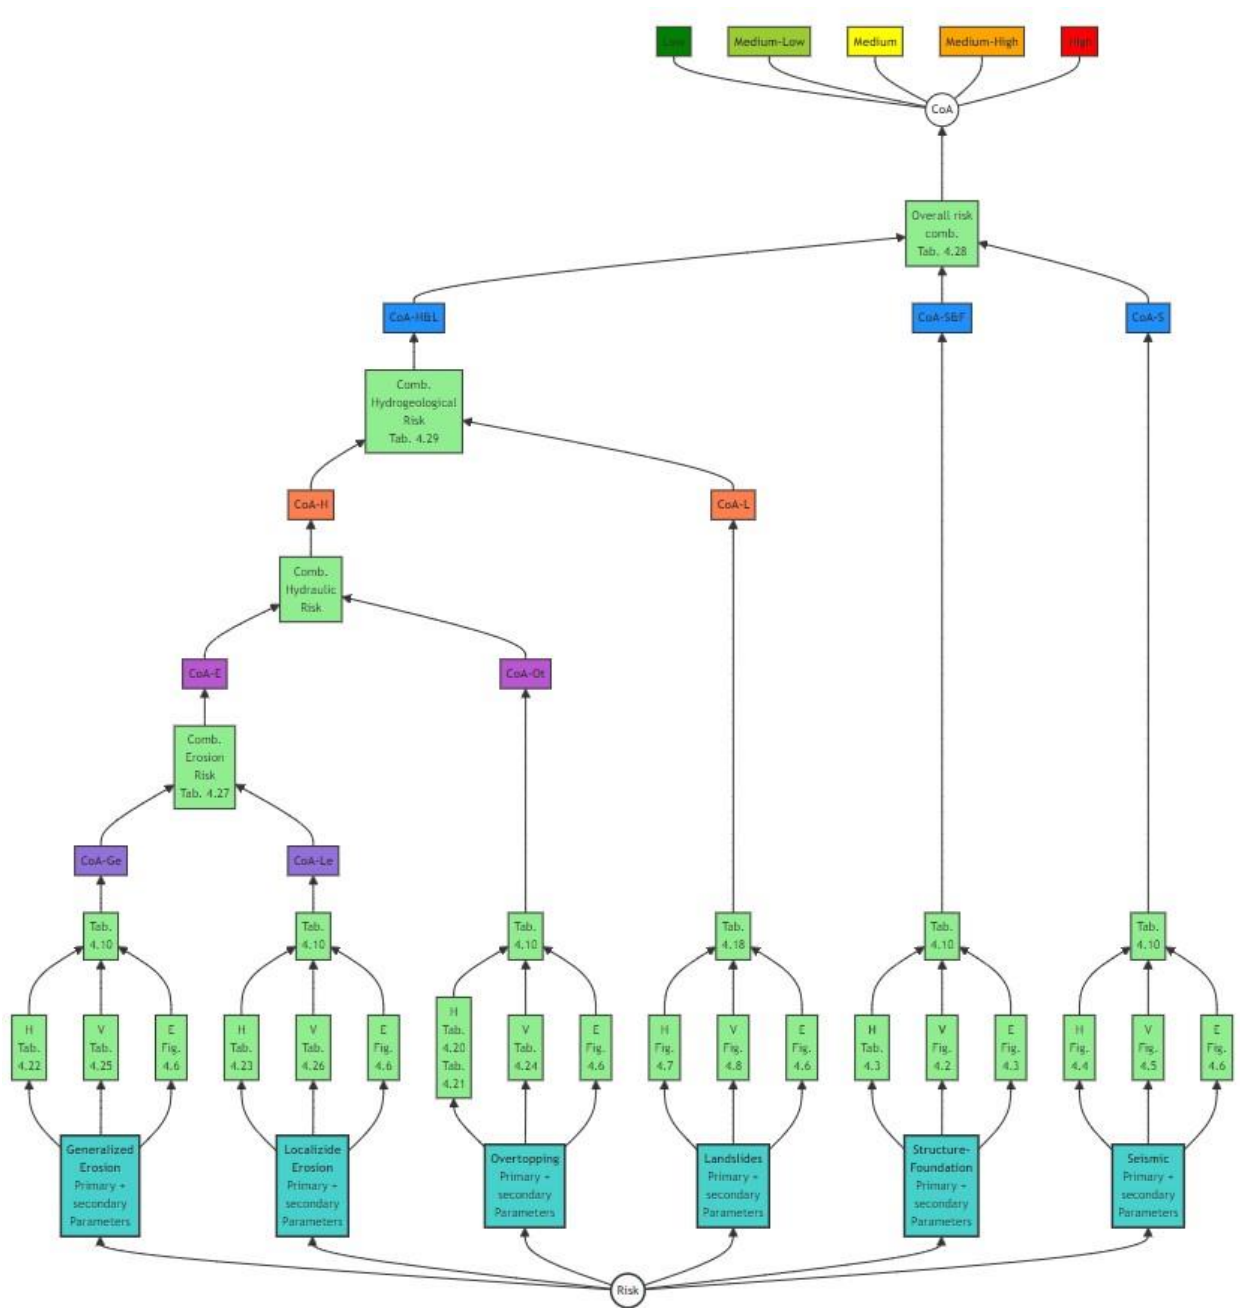 Low
Medium-Low
Medium
Medium-High
High
CoA
Overall risk
comb.
Tab. 4.28
CoA-H&L
CoA-S&F
CoA-S
Comb.
Hydrogeological
Risk
Tab. 4.29
CoA-H
CoA-L
Comb.
Hydraulic
Risk
CoA-E
CoA-Ot
Comb.
Erosion
Risk
Tab. 4.27
CoA-Ge
CoA-Le
Tab.
4.10
Tab.
4.10
Tab.
4.10
Tab.
4.18
Tab.
4.10
Tab.
4.10
H
Tab.
4.22
V
Tab.
4.25
E
Fig.
4.6
H
Tab.
4.23
V
Tab.
4.26
E
Fig.
4.6
H
Tab.
4.20
Tab.
4.21
V
Tab.
4.24
E
Fig.
4.6
H
Fig.
4.7
V
Fig.
4.8
E
Fig.
4.6
H
Tab.
4.3
V
Fig.
4.2
E
Fig.
4.3
H
Fig.
4.4
V
Fig.
4.5
E
Fig.
4.6
Generalized
Erosion
Primary +
secondary
Parameters
Localizide
Erosion
Primary +
secondary
Parameters
Overtopping
Primary +
secondary
Parameters
Landslides
Primary +
secondary
Parameters
Structure-
Foundation
Primary +
secondary
Parameters
Seismic
Primary +
secondary
Parameters
Risk